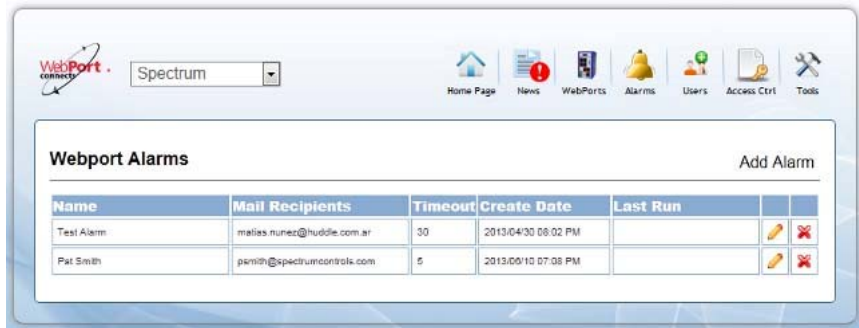 WebPort.
connects
Spectrum
Home Page News WebPorts Alarms Users Access Ctrl Tools
Webport Alarms
Add Alarm
Name Mail Recipients Timeout Create Date Last Run
Test Alarm matias.nunez@huddle.com.ar 30 2013/04/30 08:02 PM
Pat Smith psmith@spectrumcontrols.com 5 2013/06/10 07:08 PM